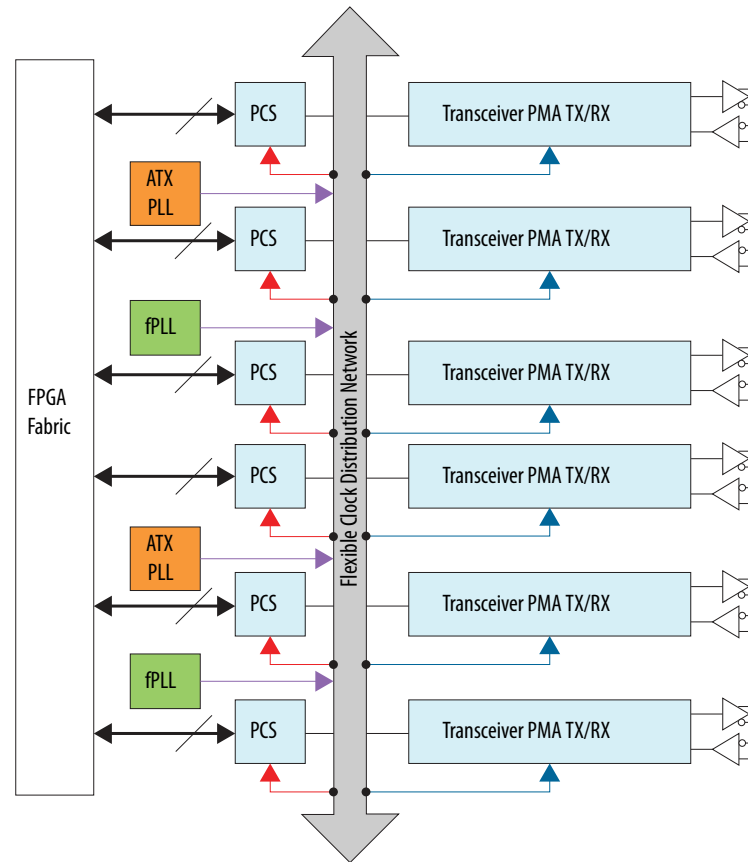 PCS
Transceiver PMA TX/RX
ATX
PLL
PCS
Transceiver PMA TX/RX
fPLL
PCS
Transceiver PMA TX/RX
FPGA
Fabric
Flexible Clock Distribution Network
PCS
Transceiver PMA TX/RX
ATX
PLL
PCS
Transceiver PMA TX/RX
fPLL
PCS
Transceiver PMA TX/RX